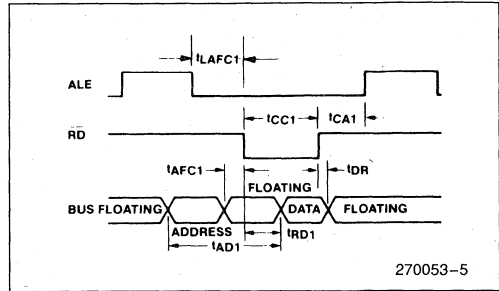 tLAFC1
ALE
tCC1 tCA1
RD
tAFC1 tDR
FLOATING
BUS FLOATING DATA FLOATING
ADDRESS tRD1
tAD1
270053-5